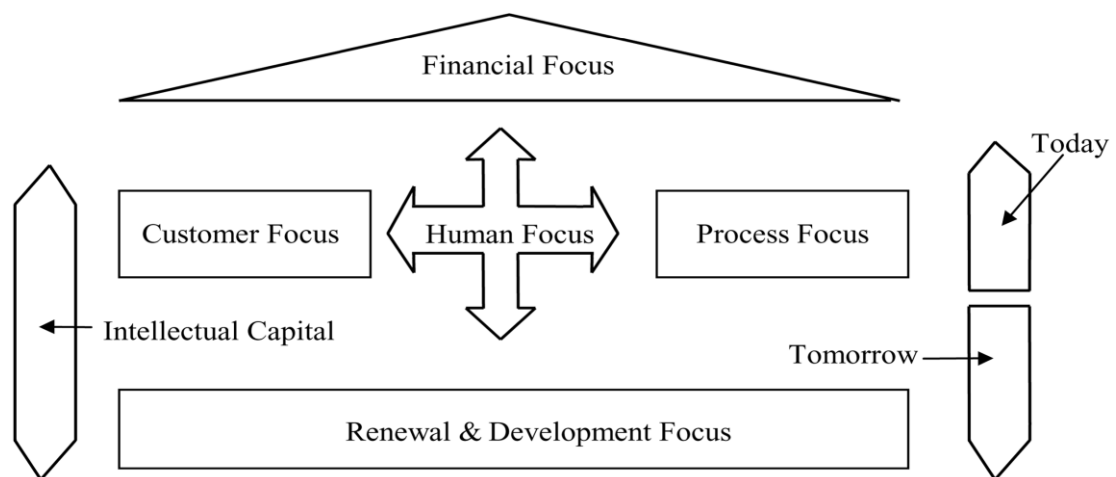 Financial Focus
Today
Customer Focus
Human Focus
Process Focus
Intellectual Capital
Tomorrow
Renewal & Development Focus